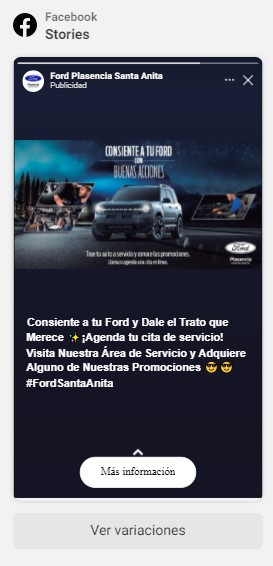 Facebook
Stories
Ford Plasencia Santa Anita
Publicidad
CONSIENTE A TU FORD
CON
BUENAS ACCIONES
Trae tu auto a servicio y conoce las promociones.
Llama o agenda una cita en línea.
Ford
Plasencia
Consiente a tu Ford y Dale el Trato que
Merece ✨ ¡Agenda tu cita de servicio!
Visita Nuestra Área de Servicio y Adquiere
Alguno de Nuestras Promociones 😎 😎
#FordSantaAnita
Más información
Ver variaciones